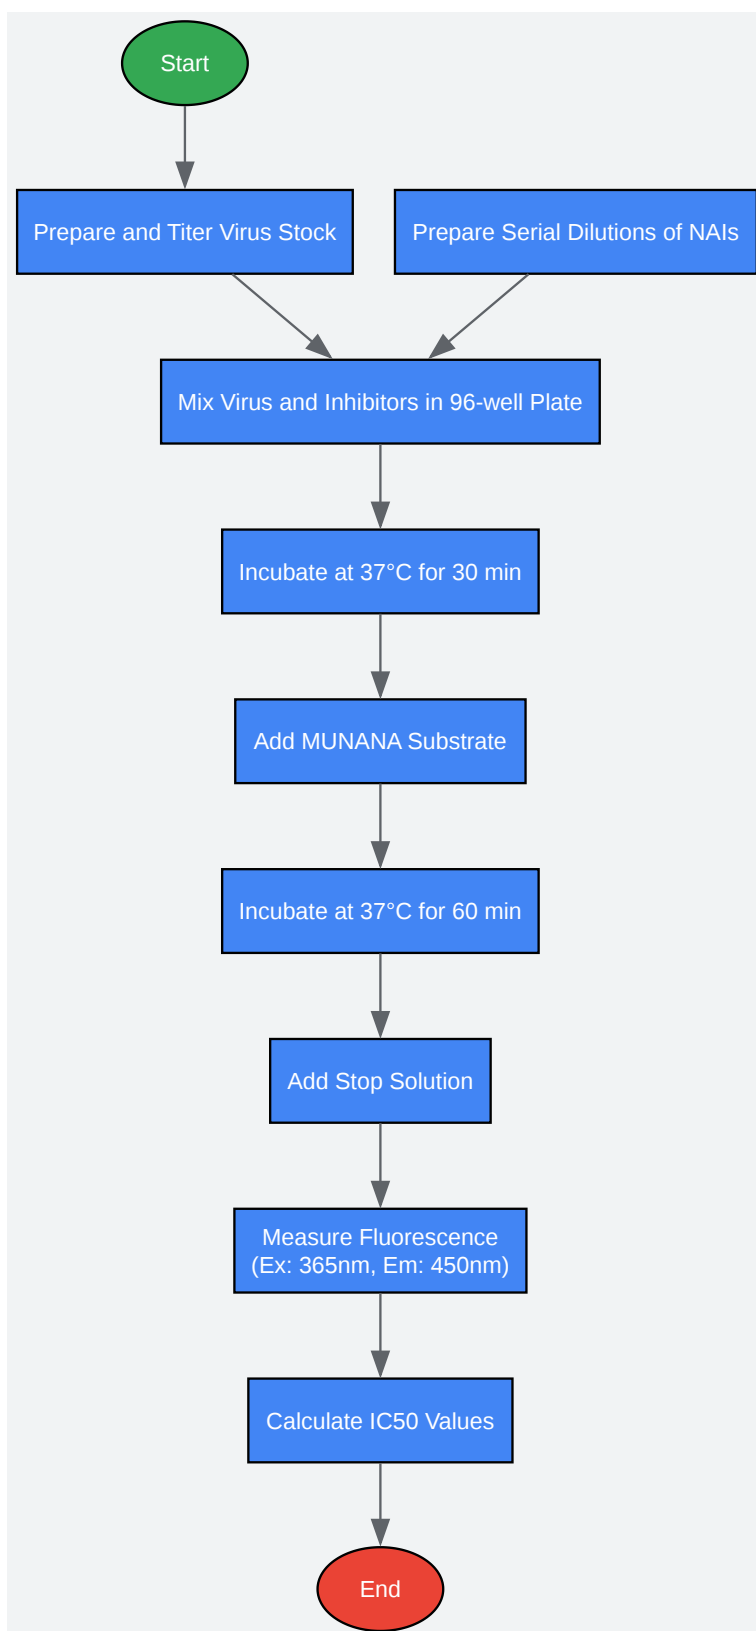 Start
Prepare and Titer Virus Stock
Prepare Serial Dilutions of NAIs
Mix Virus and Inhibitors in 96-well Plate
Incubate at 37°C for 30 min
Add MUNANA Substrate
Incubate at 37°C for 60 min
Add Stop Solution
Measure Fluorescence
(Ex: 365nm, Em: 450nm)
Calculate IC50 Values
End